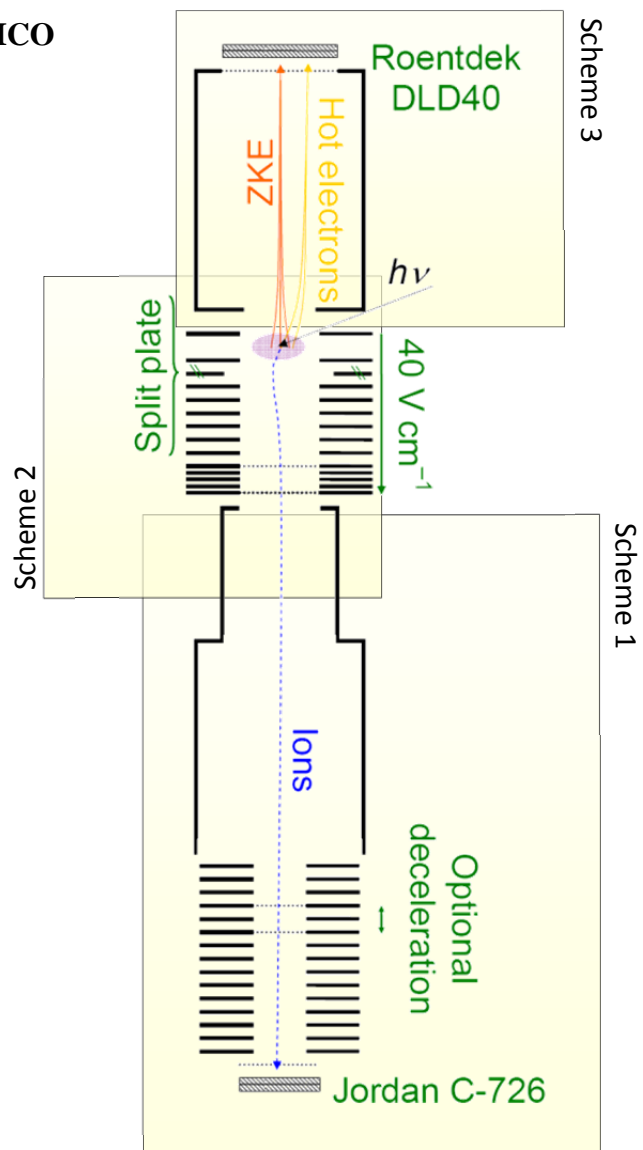 ICO
Scheme 3
Roentdek
DLD40
ZKE
Hot electrons
hν
Split plate
40 V cm⁻¹
Scheme 2
Scheme 1
Ions
Optional
deceleration
Jordan C-726